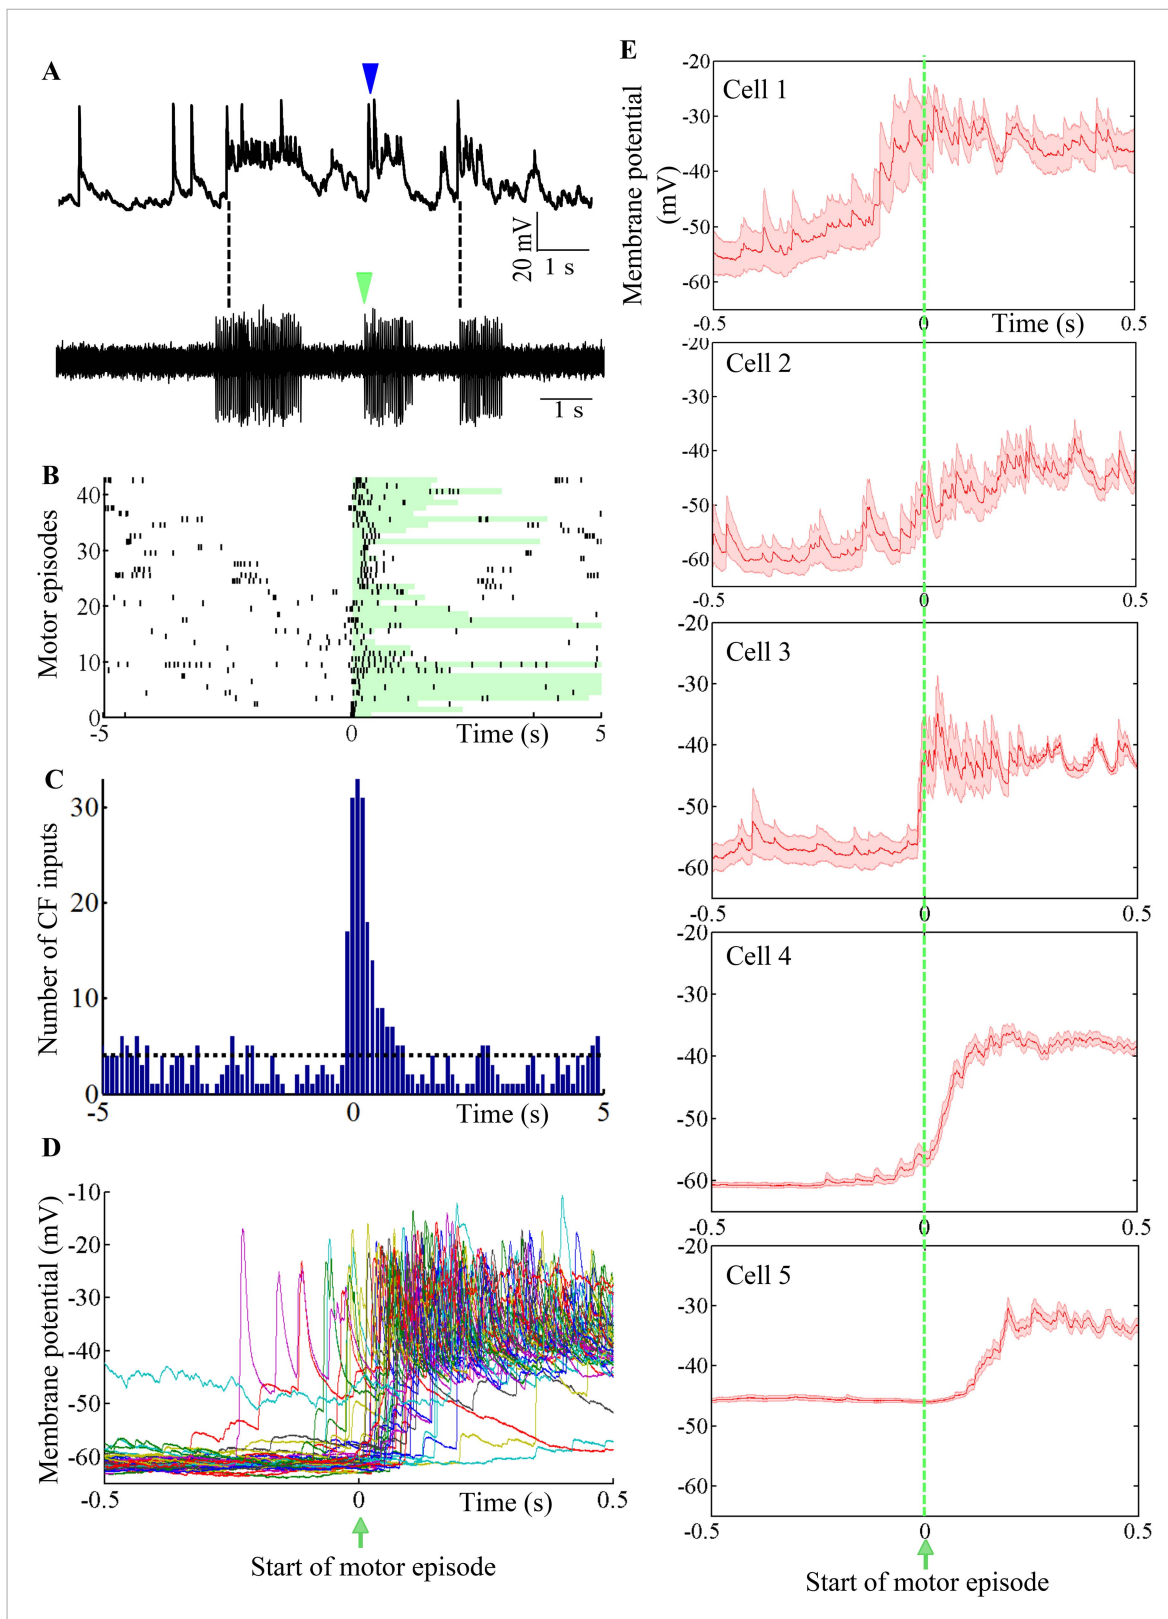 A
20 mV
1 s
1 s
B
Motor episodes
40
30
20
10
0
-5
0
Time (s)
5
C
Number of CF inputs
30
20
10
0
-5
0
Time (s)
5
D
Membrane potential (mV)
-10
-20
-30
-40
-50
-60
-0.5
0
Time (s)
0.5
Start of motor episode
E
Membrane potential
(mV)
Cell 1
-20
-30
-40
-50
-60
-0.5
0
Time (s)
0.5
Cell 2
-20
-30
-40
-50
-60
-0.5
0
0.5
Cell 3
-20
-30
-40
-50
-60
-0.5
0
0.5
Cell 4
-20
-30
-40
-50
-60
-0.5
0
0.5
Cell 5
-20
-30
-40
-50
-60
-0.5
0
0.5
Start of motor episode